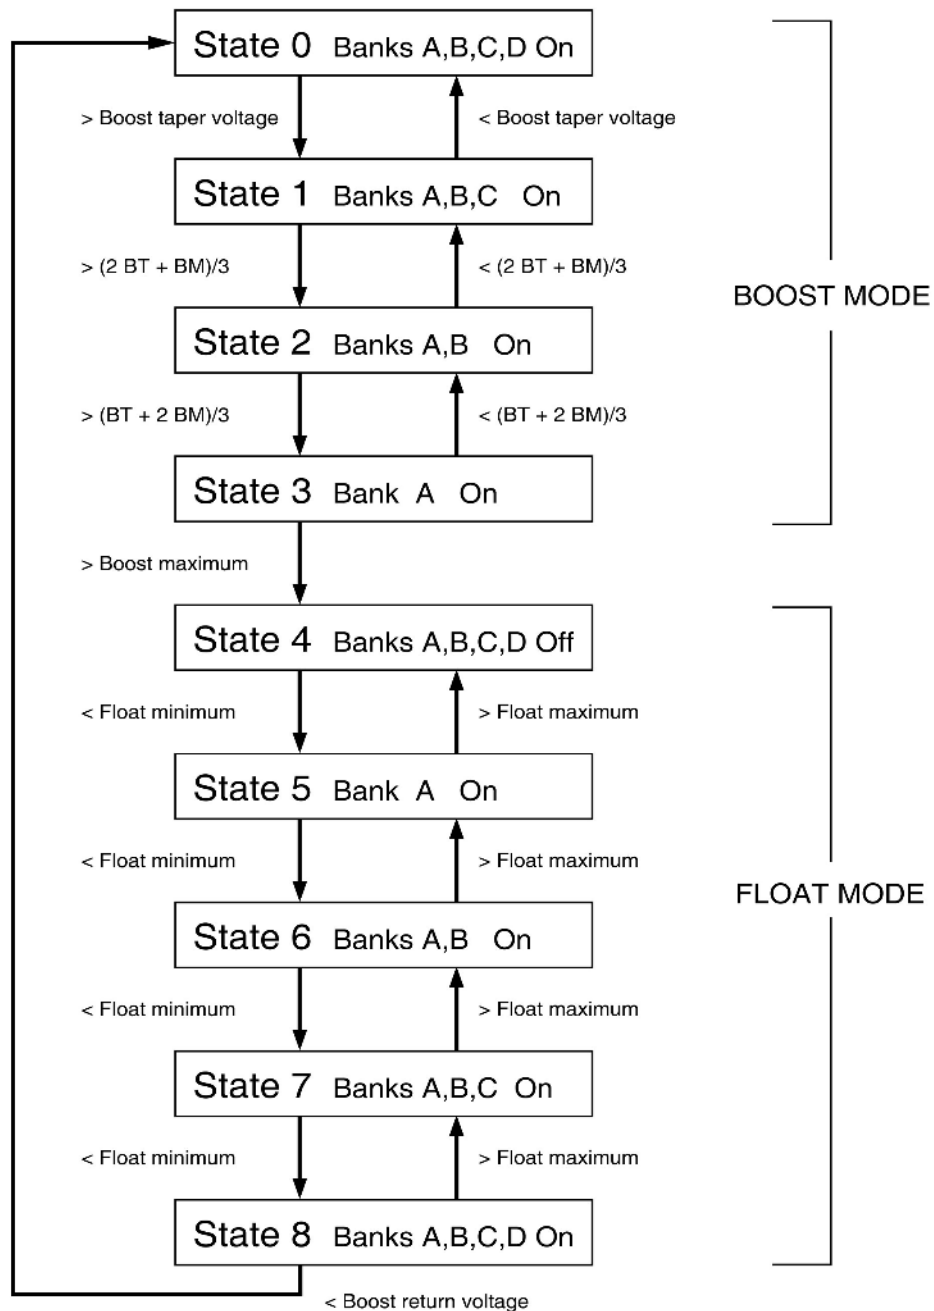 State 0 Banks A,B,C,D On
> Boost taper voltage
< Boost taper voltage
State 1 Banks A,B,C On
> (2 BT + BM)/3
< (2 BT + BM)/3
BOOST MODE
State 2 Banks A,B On
> (BT + 2 BM)/3
< (BT + 2 BM)/3
State 3 Bank A On
> Boost maximum
State 4 Banks A,B,C,D Off
< Float minimum
> Float maximum
State 5 Bank A On
< Float minimum
> Float maximum
FLOAT MODE
State 6 Banks A,B On
< Float minimum
> Float maximum
State 7 Banks A,B,C On
< Float minimum
> Float maximum
State 8 Banks A,B,C,D On
< Boost return voltage